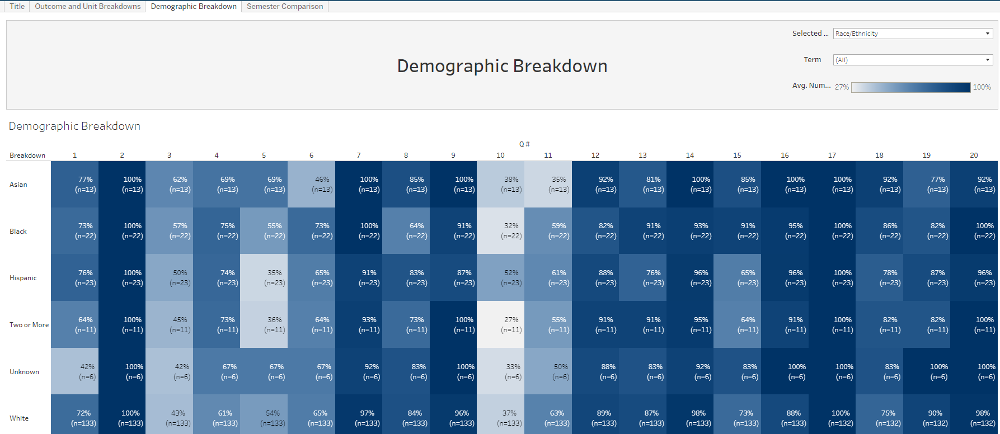 Title Outcome and Unit Breakdowns Demographic Breakdown Semester Comparison
Selected ... Race/Ethnicity
Demographic Breakdown
Term (All)
Avg. Num... 27% 100%
Demographic Breakdown
Q #
Breakdown 1 2 3 4 5 6 7 8 9 10 11 12 13 14 15 16 17 18 19 20
77% 100% 62% 69% 69% 46% 100% 85% 100% 38% 35% 92% 81% 100% 85% 100% 100% 92% 77% 92%
Asian
(n=13) (n=13) (n=13) (n=13) (n=13) (n=13) (n=13) (n=13) (n=13) (n=13) (n=13) (n=13) (n=13) (n=13) (n=13) (n=13) (n=13) (n=13) (n=13) (n=13)
73% 100% 57% 75% 55% 73% 100% 64% 91% 32% 59% 82% 91% 93% 91% 95% 100% 86% 82% 100%
Black
(n=22) (n=22) (n=22) (n=22) (n=22) (n=22) (n=22) (n=22) (n=22) (n=22) (n=22) (n=22) (n=22) (n=22) (n=22) (n=22) (n=22) (n=22) (n=22) (n=22)
76% 100% 50% 74% 35% 65% 91% 83% 87% 52% 61% 88% 76% 96% 65% 96% 100% 78% 87% 96%
Hispanic
(n=23) (n=23) (n=23) (n=23) (n=23) (n=23) (n=23) (n=23) (n=23) (n=23) (n=23) (n=23) (n=23) (n=23) (n=23) (n=23) (n=23) (n=23) (n=23) (n=23)
64% 100% 45% 73% 36% 64% 93% 73% 100% 27% 55% 91% 91% 95% 64% 91% 100% 82% 82% 100%
Two or More
(n=11) (n=11) (n=11) (n=11) (n=11) (n=11) (n=11) (n=11) (n=11) (n=11) (n=11) (n=11) (n=11) (n=11) (n=11) (n=11) (n=11) (n=11) (n=11) (n=11)
42% 100% 42% 67% 67% 67% 92% 83% 100% 33% 50% 88% 83% 92% 83% 100% 100% 83% 100% 100%
Unknown
(n=6) (n=6) (n=6) (n=6) (n=6) (n=6) (n=6) (n=6) (n=6) (n=6) (n=6) (n=6) (n=6) (n=6) (n=6) (n=6) (n=6) (n=6) (n=6) (n=6)
72% 100% 43% 61% 54% 65% 97% 84% 96% 37% 63% 89% 87% 98% 73% 88% 100% 75% 90% 98%
White
(n=133) (n=133) (n=133) (n=133) (n=133) (n=133) (n=133) (n=133) (n=133) (n=133) (n=133) (n=133) (n=133) (n=133) (n=133) (n=133) (n=132) (n=132) (n=132) (n=132)